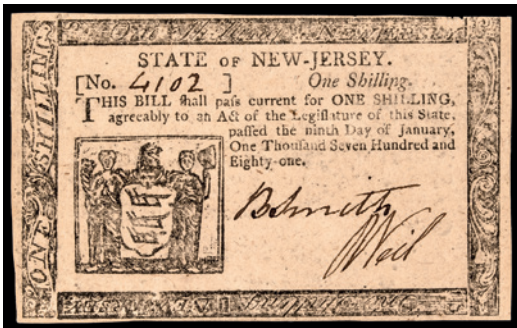 STATE OF NEW-JERSEY.
[No. 4102 ] One Shilling.
THIS BILL ſhall paſs current for ONE SHILLING,
agreeably to an Act of the Legiſlature of this State,
paſſed the ninth Day of January,
One Thouſand Seven Hundred and
Eighty-one.
BSmith
ONE SHILLING